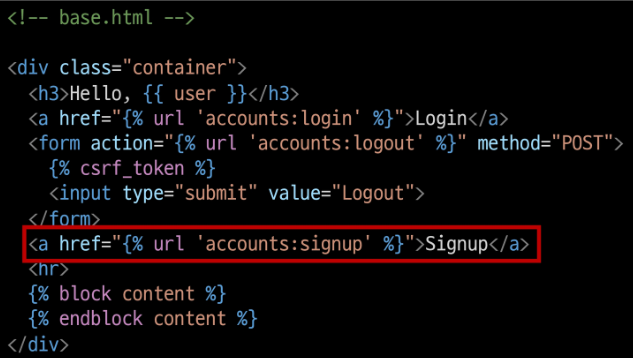 <!-- base.html -->
<div class="container">
<h3>Hello, {{ user }}</h3>
<a href="{% url 'accounts:login' %}">Login</a>
<form action="{% url 'accounts:logout' %}" method="POST">
{% csrf_token %}
<input type="submit" value="Logout">
</form>
<a href="{% url 'accounts:signup' %}">Signup</a>
<hr>
{% block content %}
{% endblock content %}
</div>